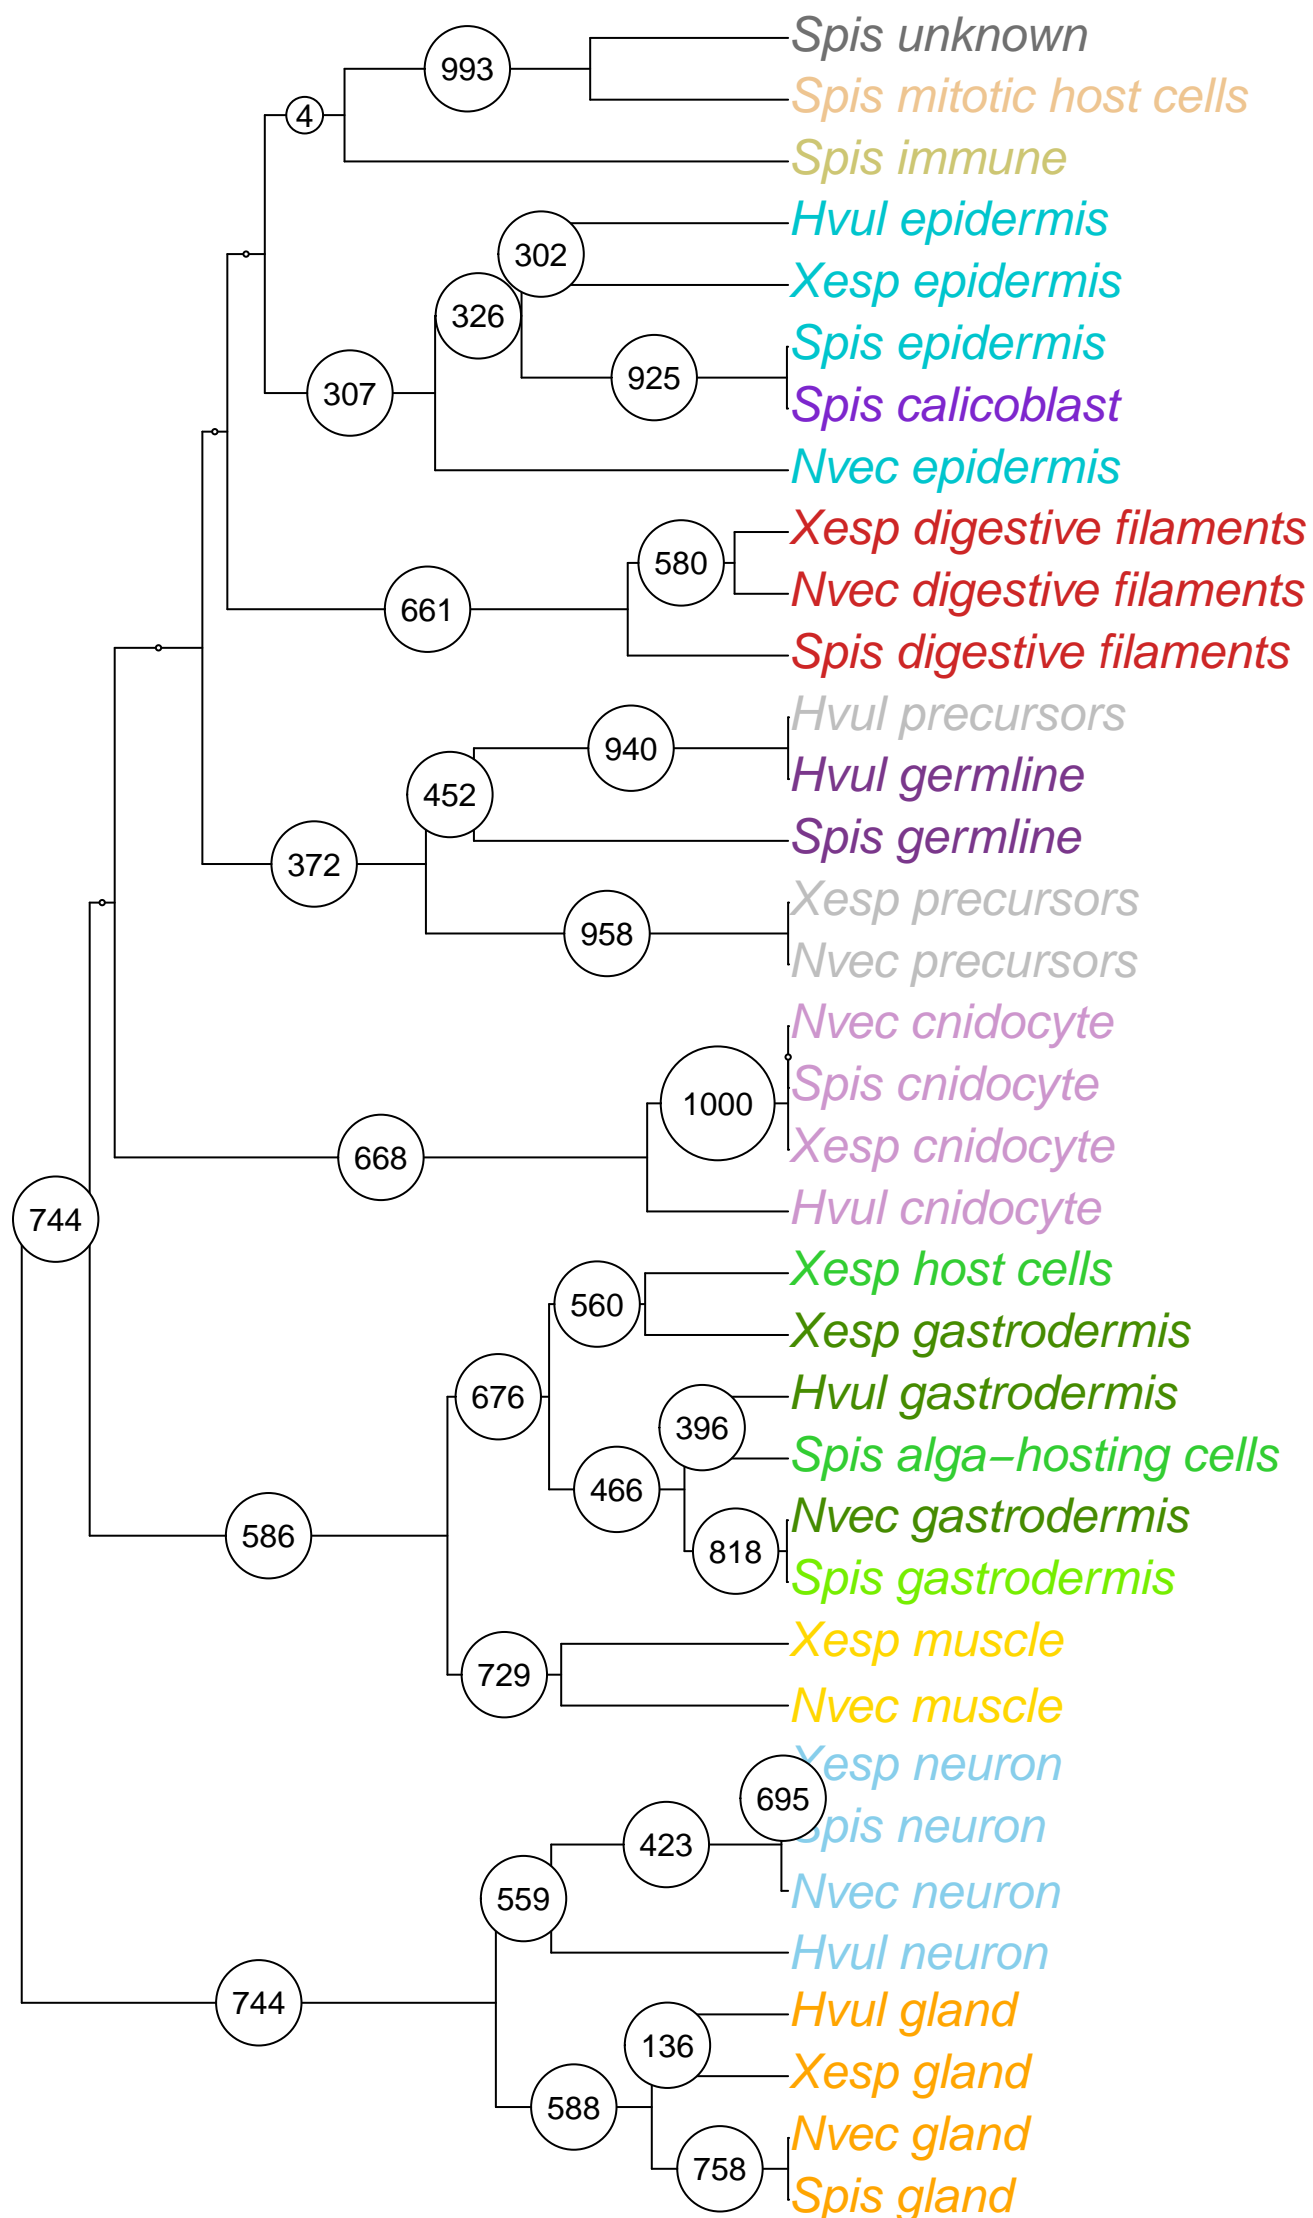 Spis unknown
993
Spis mitotic host cells
4
Spis immune
Hvul epidermis
302
Xesp epidermis
326
Spis epidermis
925
307
Spis calicoblast
Nvec epidermis
Xesp digestive filaments
580
Nvec digestive filaments
661
Spis digestive filaments
Hvul precursors
940
Hvul germline
452
Spis germline
372
Xesp precursors
958
Nvec precursors
Nvec cnidocyte
Spis cnidocyte
1000
Xesp cnidocyte
668
Hvul cnidocyte
744
Xesp host cells
560
Xesp gastrodermis
676
Hvul gastrodermis
396
Spis alga−hosting cells
466
Nvec gastrodermis
586
818
Spis gastrodermis
Xesp muscle
729
Nvec muscle
Xesp neuron
695
Spis neuron
423
Nvec neuron
559
Hvul neuron
744
Hvul gland
136
Xesp gland
588
Nvec gland
758
Spis gland